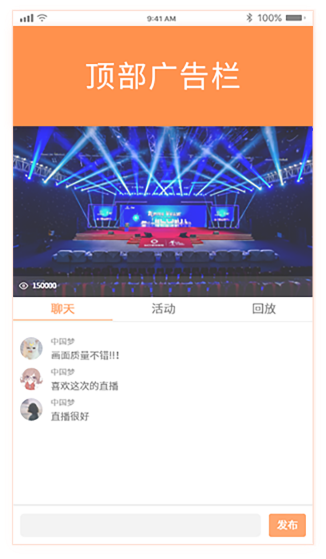 9:41 AM
100%
顶部广告栏
150000
聊天
活动
回放
中国梦
画面质量不错!!!
中国梦
喜欢这次的直播
中国梦
直播很好
发布